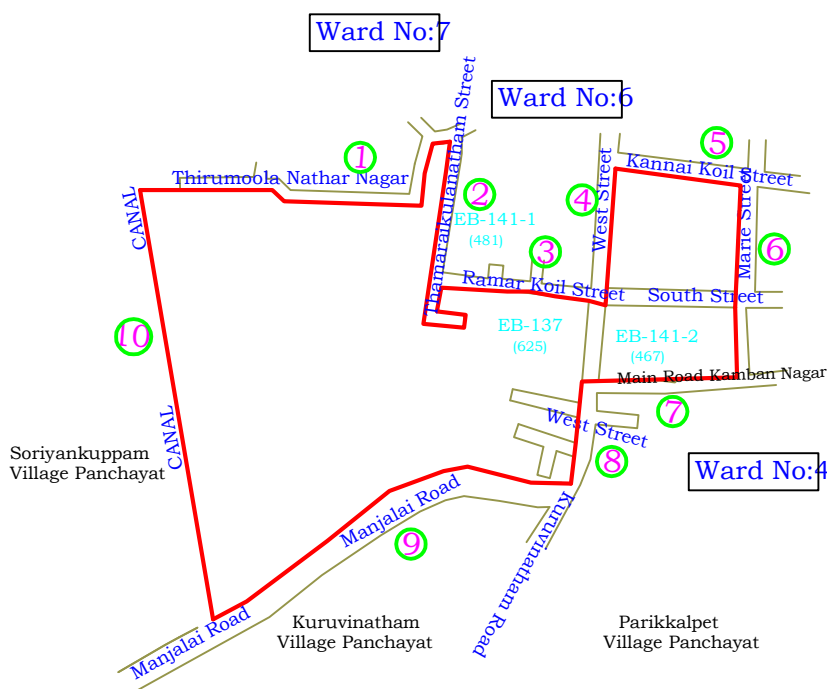 Ward No:7
Ward No:6
Thamaraikulanatham Street
5
1
Kannai Koil Street
Thirumoola Nathar Nagar
2
4
West Street
Marie Street
CANAL
EB-141-1
(481)
3
6
Ramar Koil Street
South Street
10
EB-137
(625)
EB-141-2
(467)
Main Road Kamban Nagar
7
West Street
CANAL
Soriyankuppam
Village Panchayat
8
Ward No:4
Manjalai Road
9
Kuruvinatham Road
Kuruvinatham
Village Panchayat
Parikkalpet
Village Panchayat
Manjalai Road